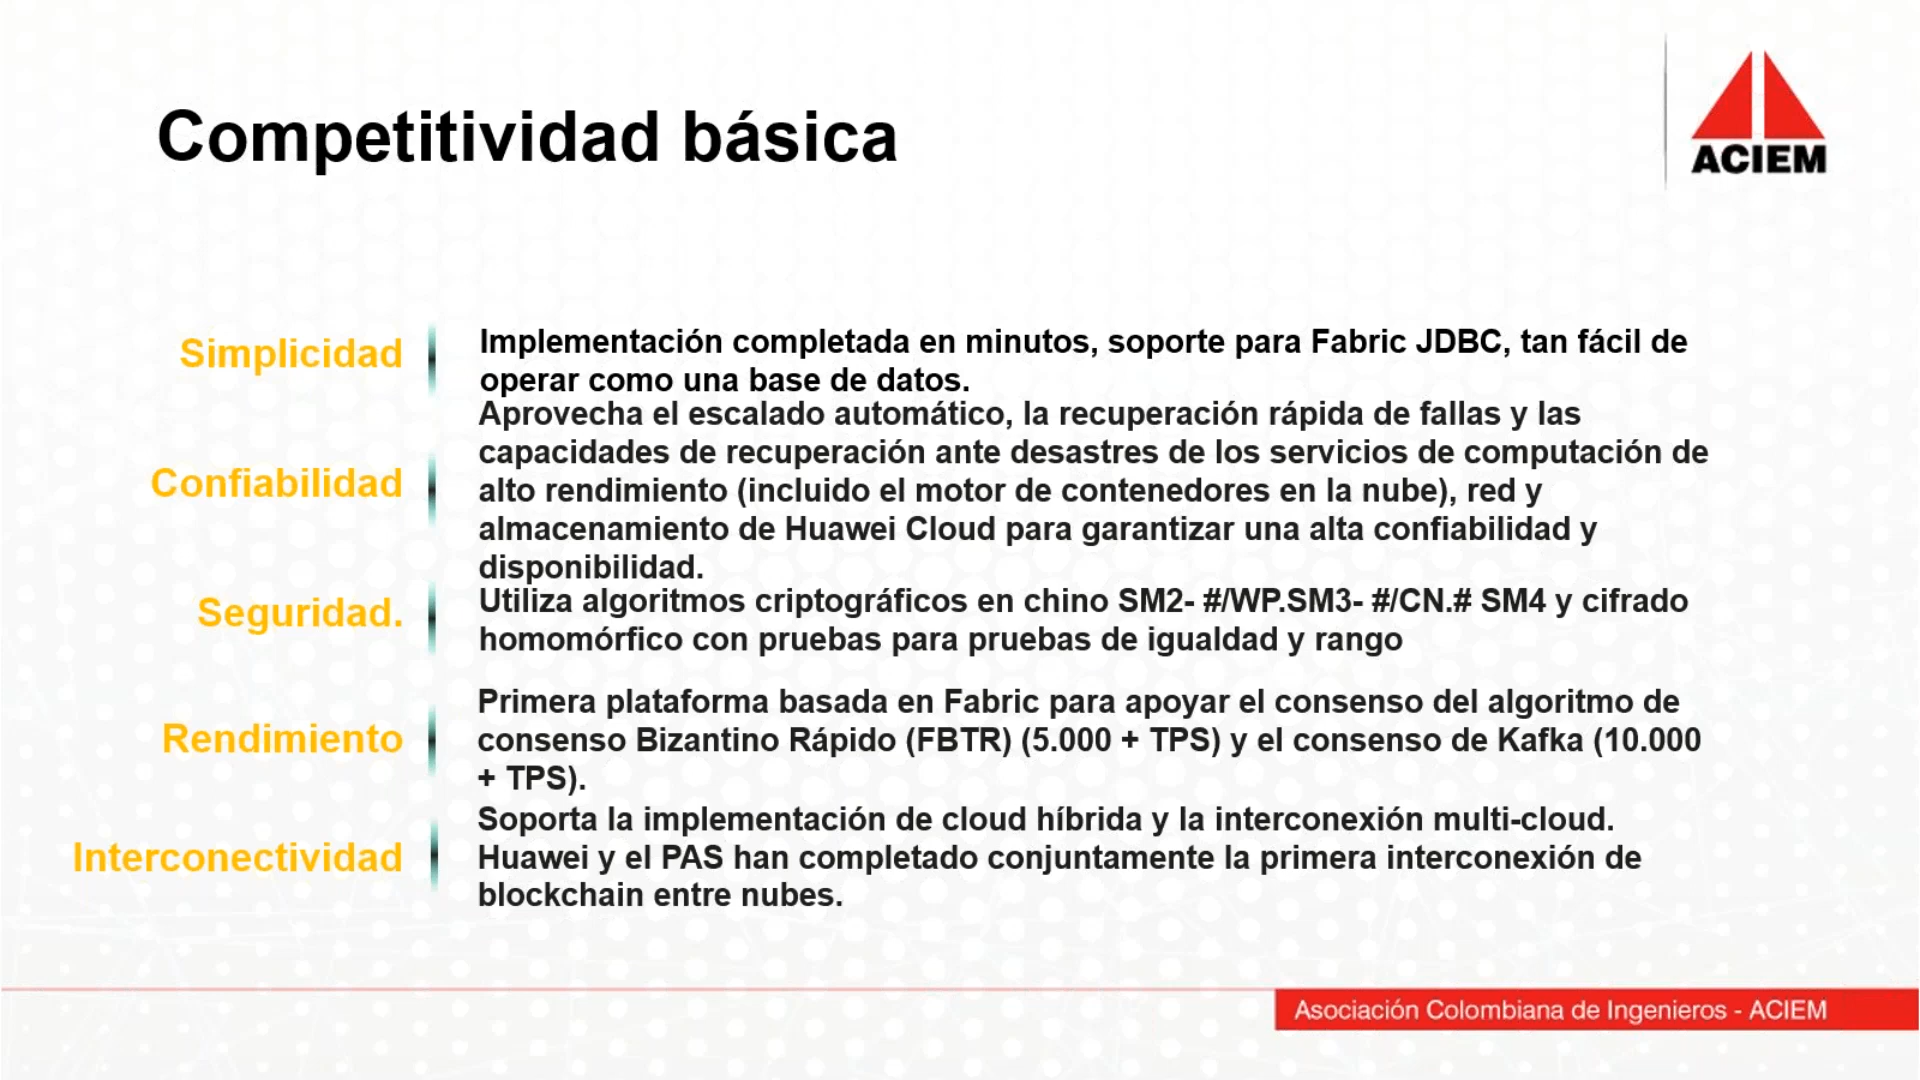 Competitividad básica
ACIEM
Simplicidad
Implementación completada en minutos, soporte para Fabric JDBC, tan fácil de
operar como una base de datos.
Confiabilidad
Aprovecha el escalado automático, la recuperación rápida de fallas y las
capacidades de recuperación ante desastres de los servicios de computación de
alto rendimiento (incluido el motor de contenedores en la nube), red y
almacenamiento de Huawei Cloud para garantizar una alta confiabilidad y
disponibilidad.
Seguridad.
Utiliza algoritmos criptográficos en chino SM2- #/WP.SM3- #/CN.# SM4 y cifrado
homomórfico con pruebas para pruebas de igualdad y rango
Rendimiento
Primera plataforma basada en Fabric para apoyar el consenso del algoritmo de
consenso Bizantino Rápido (FBTR) (5.000 + TPS) y el consenso de Kafka (10.000
+ TPS).
Interconectividad
Soporta la implementación de cloud híbrida y la interconexión multi-cloud.
Huawei y el PAS han completado conjuntamente la primera interconexión de
blockchain entre nubes.
Asociación Colombiana de Ingenieros - ACIEM